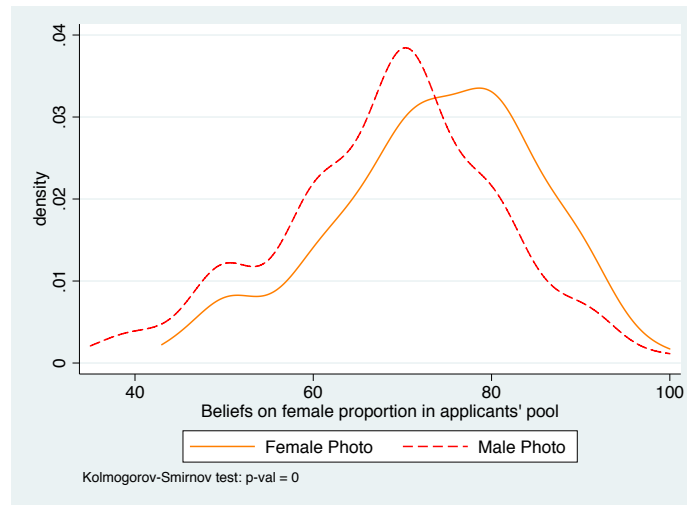 .04
.03
.02
.01
0
density
40 60 80 100
Beliefs on female proportion in applicants' pool
Female Photo Male Photo
Kolmogorov-Smirnov test: p-val = 0